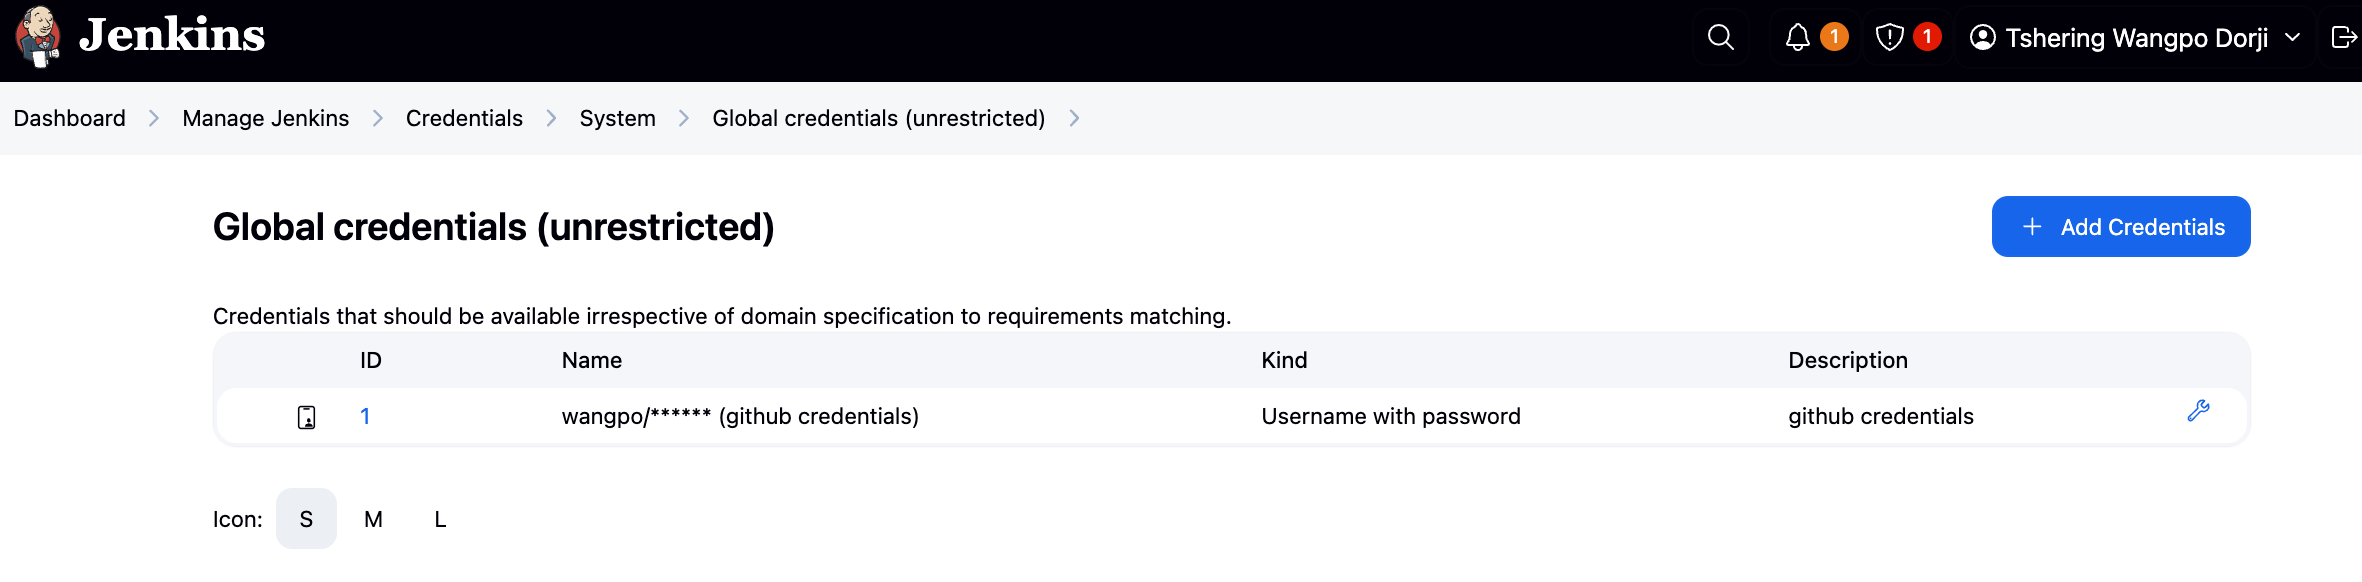 Jenkins 1 1 Tshering Wangpo Dorji
Dashboard Manage Jenkins Credentials System Global credentials (unrestricted)
Global credentials (unrestricted) Add Credentials
Credentials that should be available irrespective of domain specification to requirements matching.
ID Name Kind Description
1 wangpo/****** (github credentials) Username with password github credentials
Icon: S M L